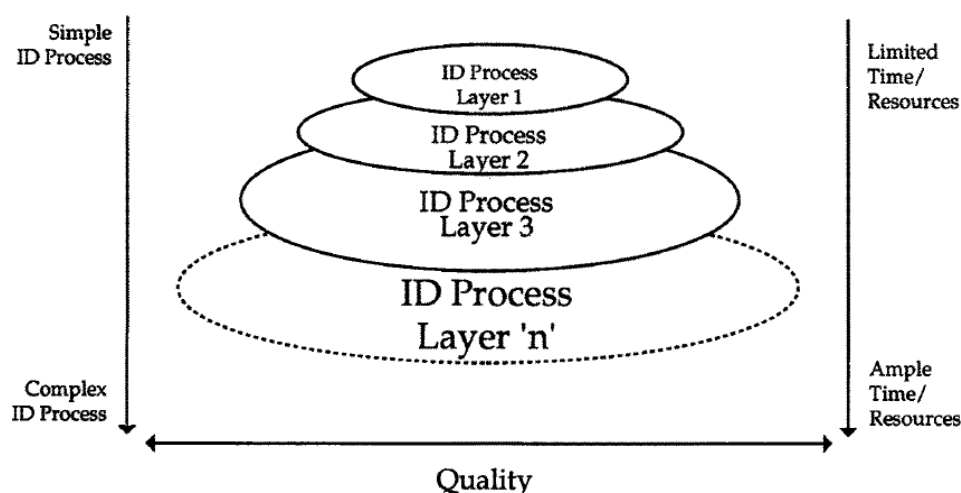 Simple
ID Process
Limited
Time/
Resources
ID Process
Layer 1
ID Process
Layer 2
ID Process
Layer 3
ID Process
Layer 'n'
Complex
ID Process
Ample
Time/
Resources
Quality